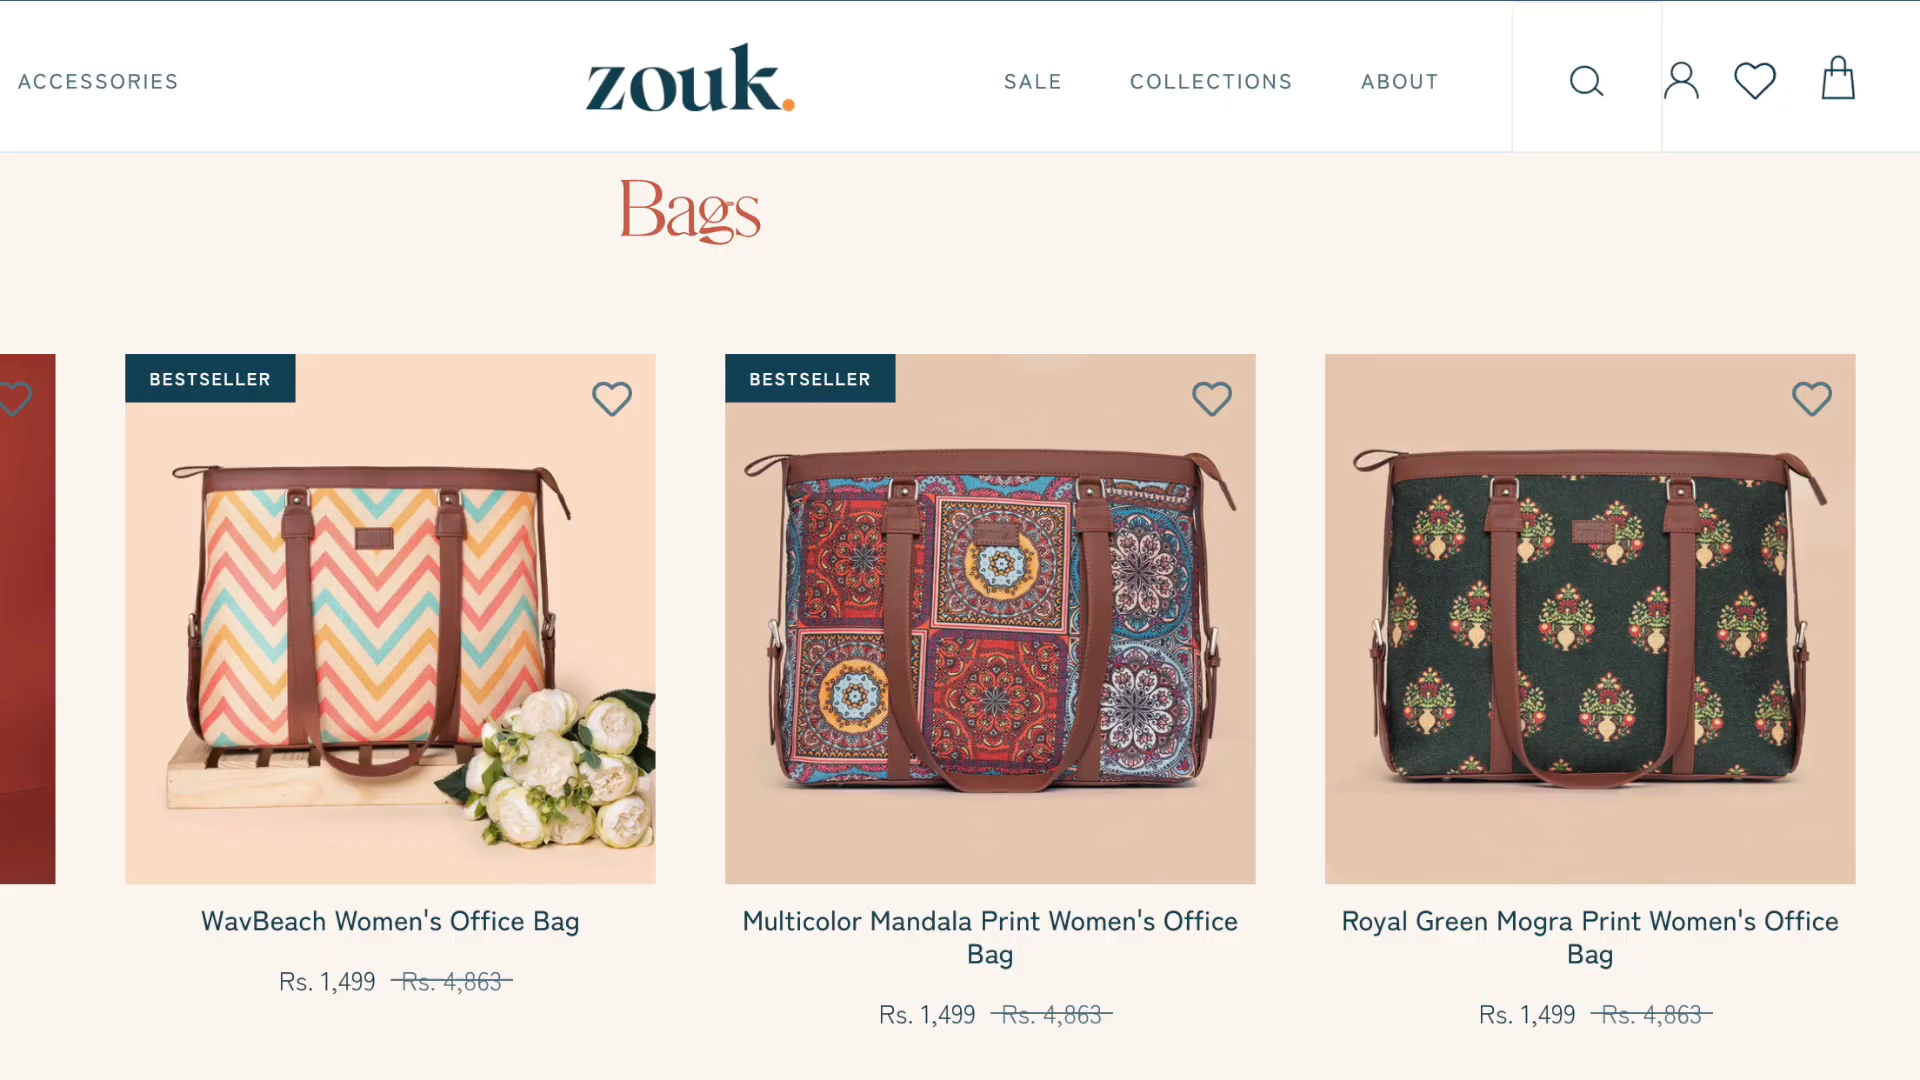 ACCESSORIES
zouk.
SALE
COLLECTIONS
ABOUT
Bags
BESTSELLER
BESTSELLER
WavBeach Women's Office Bag
Rs. 1,499 Rs. 4,863
Multicolor Mandala Print Women's Office
Bag
Rs. 1,499 Rs. 4,863
Royal Green Mogra Print Women's Office
Bag
Rs. 1,499 Rs. 4,863